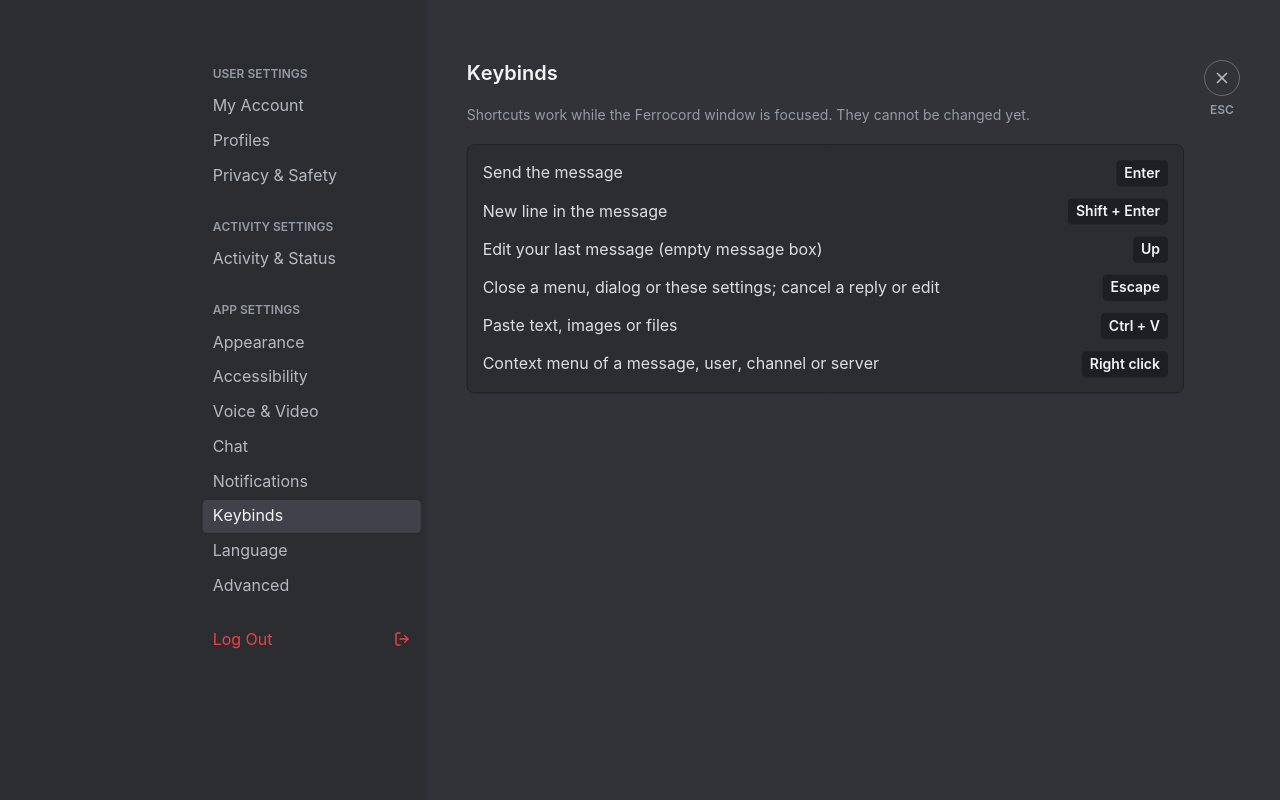 USER SETTINGS
My Account
Profiles
Privacy & Safety
ACTIVITY SETTINGS
Activity & Status
APP SETTINGS
Appearance
Accessibility
Voice & Video
Chat
Notifications
Keybinds
Language
Advanced
Log Out
Keybinds
Shortcuts work while the Ferrocord window is focused. They cannot be changed yet.
Send the message Enter
New line in the message Shift + Enter
Edit your last message (empty message box) Up
Close a menu, dialog or these settings; cancel a reply or edit Escape
Paste text, images or files Ctrl + V
Context menu of a message, user, channel or server Right click
ESC